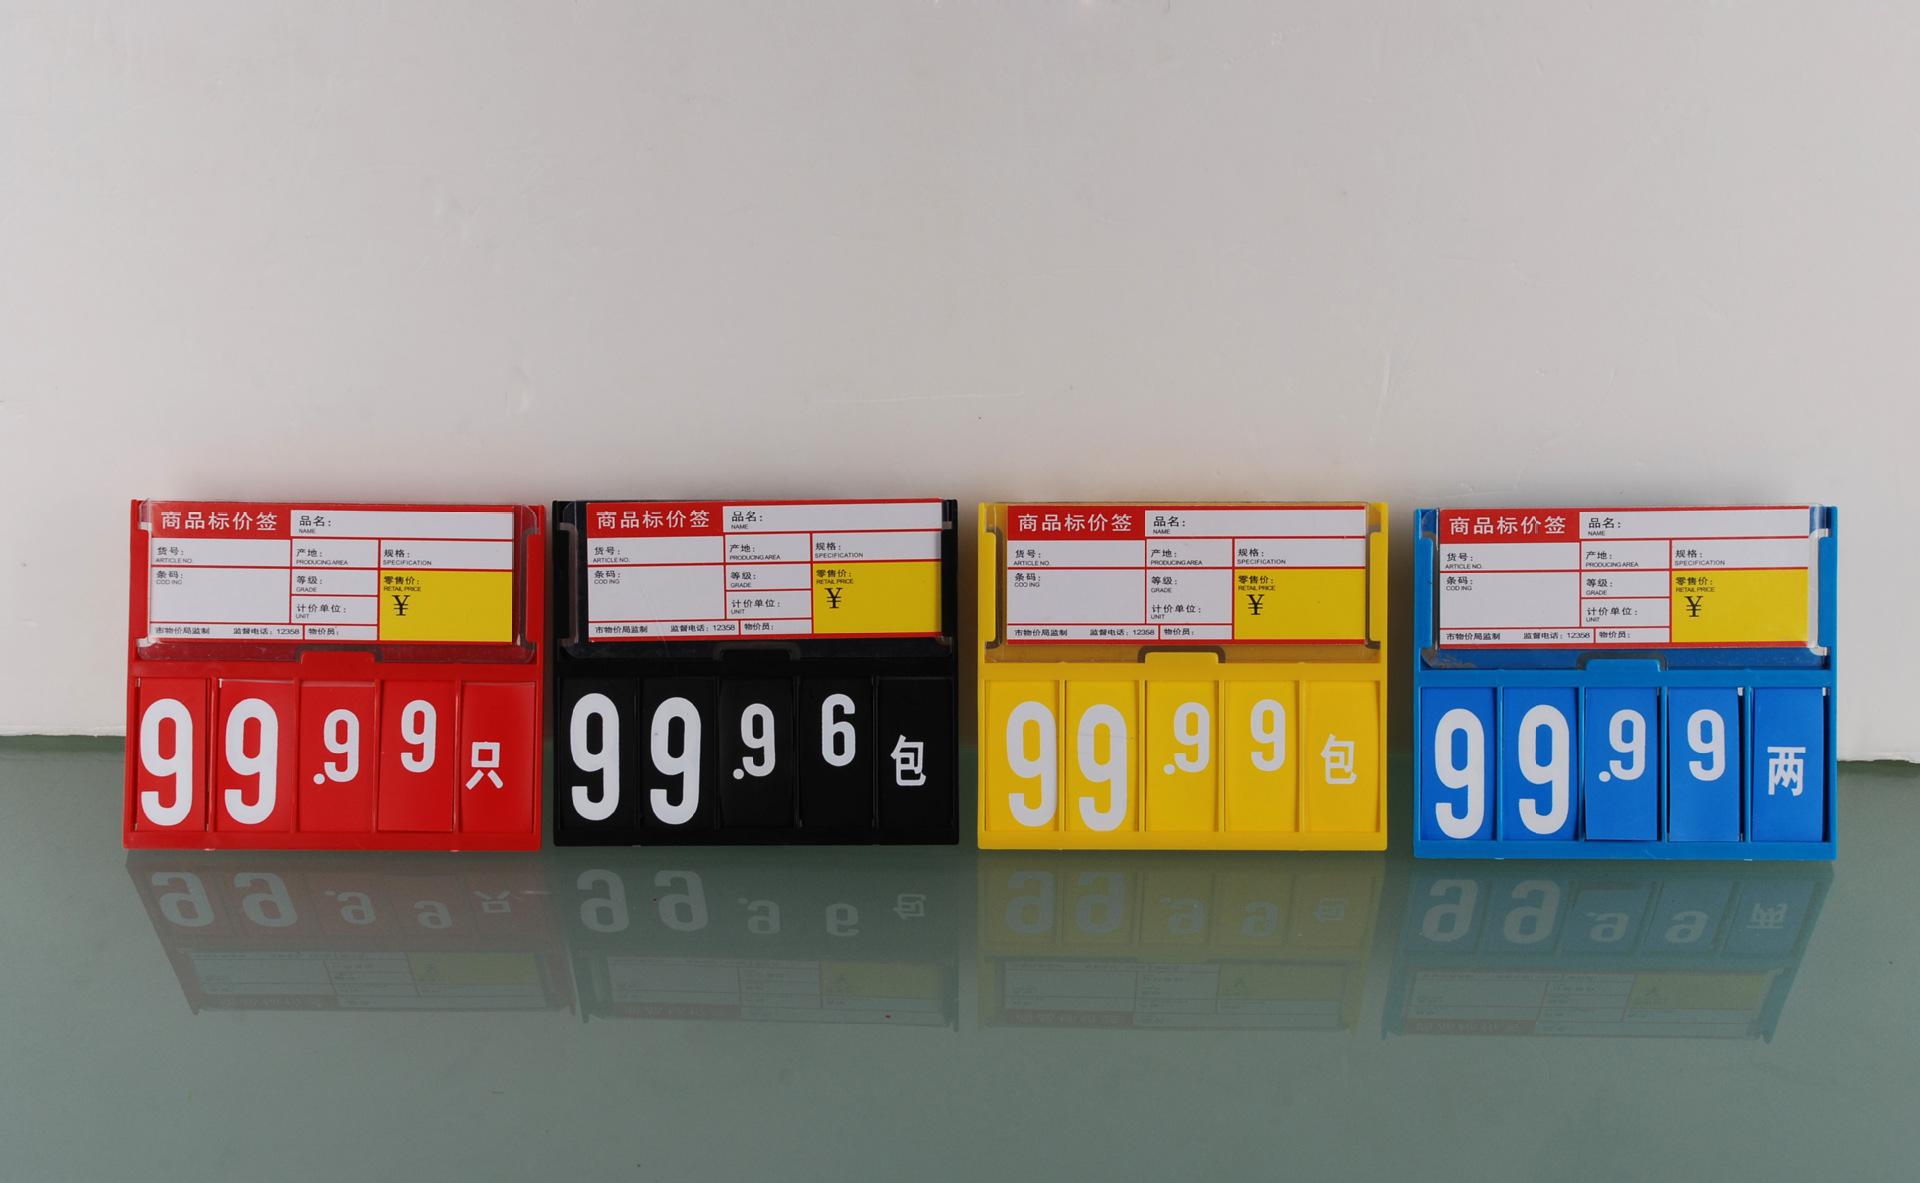 商品标价签 品名：
NAME
货号： 产地： 规格：
ARTICLE NO. PRODUCING AREA SPECIFICATION
条码： 等级： 零售价：
COD ING GRADE RETAIL PRICE
¥
计价单位：
UNIT
市物价局监制 监督电话：12358 物价员：
99.99只
商品标价签 品名：
NAME
货号： 产地： 规格：
ARTICLE NO. PRODUCING AREA SPECIFICATION
条码： 等级： 零售价：
COD ING GRADE RETAIL PRICE
¥
计价单位：
UNIT
市物价局监制 监督电话：12358 物价员：
99.96包
商品标价签 品名：
NAME
货号： 产地： 规格：
ARTICLE NO. PRODUCING AREA SPECIFICATION
条码： 等级： 零售价：
COD ING GRADE RETAIL PRICE
¥
计价单位：
UNIT
市物价局监制 监督电话：12358 物价员：
99.99包
商品标价签 品名：
NAME
货号： 产地： 规格：
ARTICLE NO. PRODUCING AREA SPECIFICATION
条码： 等级： 零售价：
COD ING GRADE RETAIL PRICE
¥
计价单位：
UNIT
市物价局监制 监督电话：12358 物价员：
99.99两